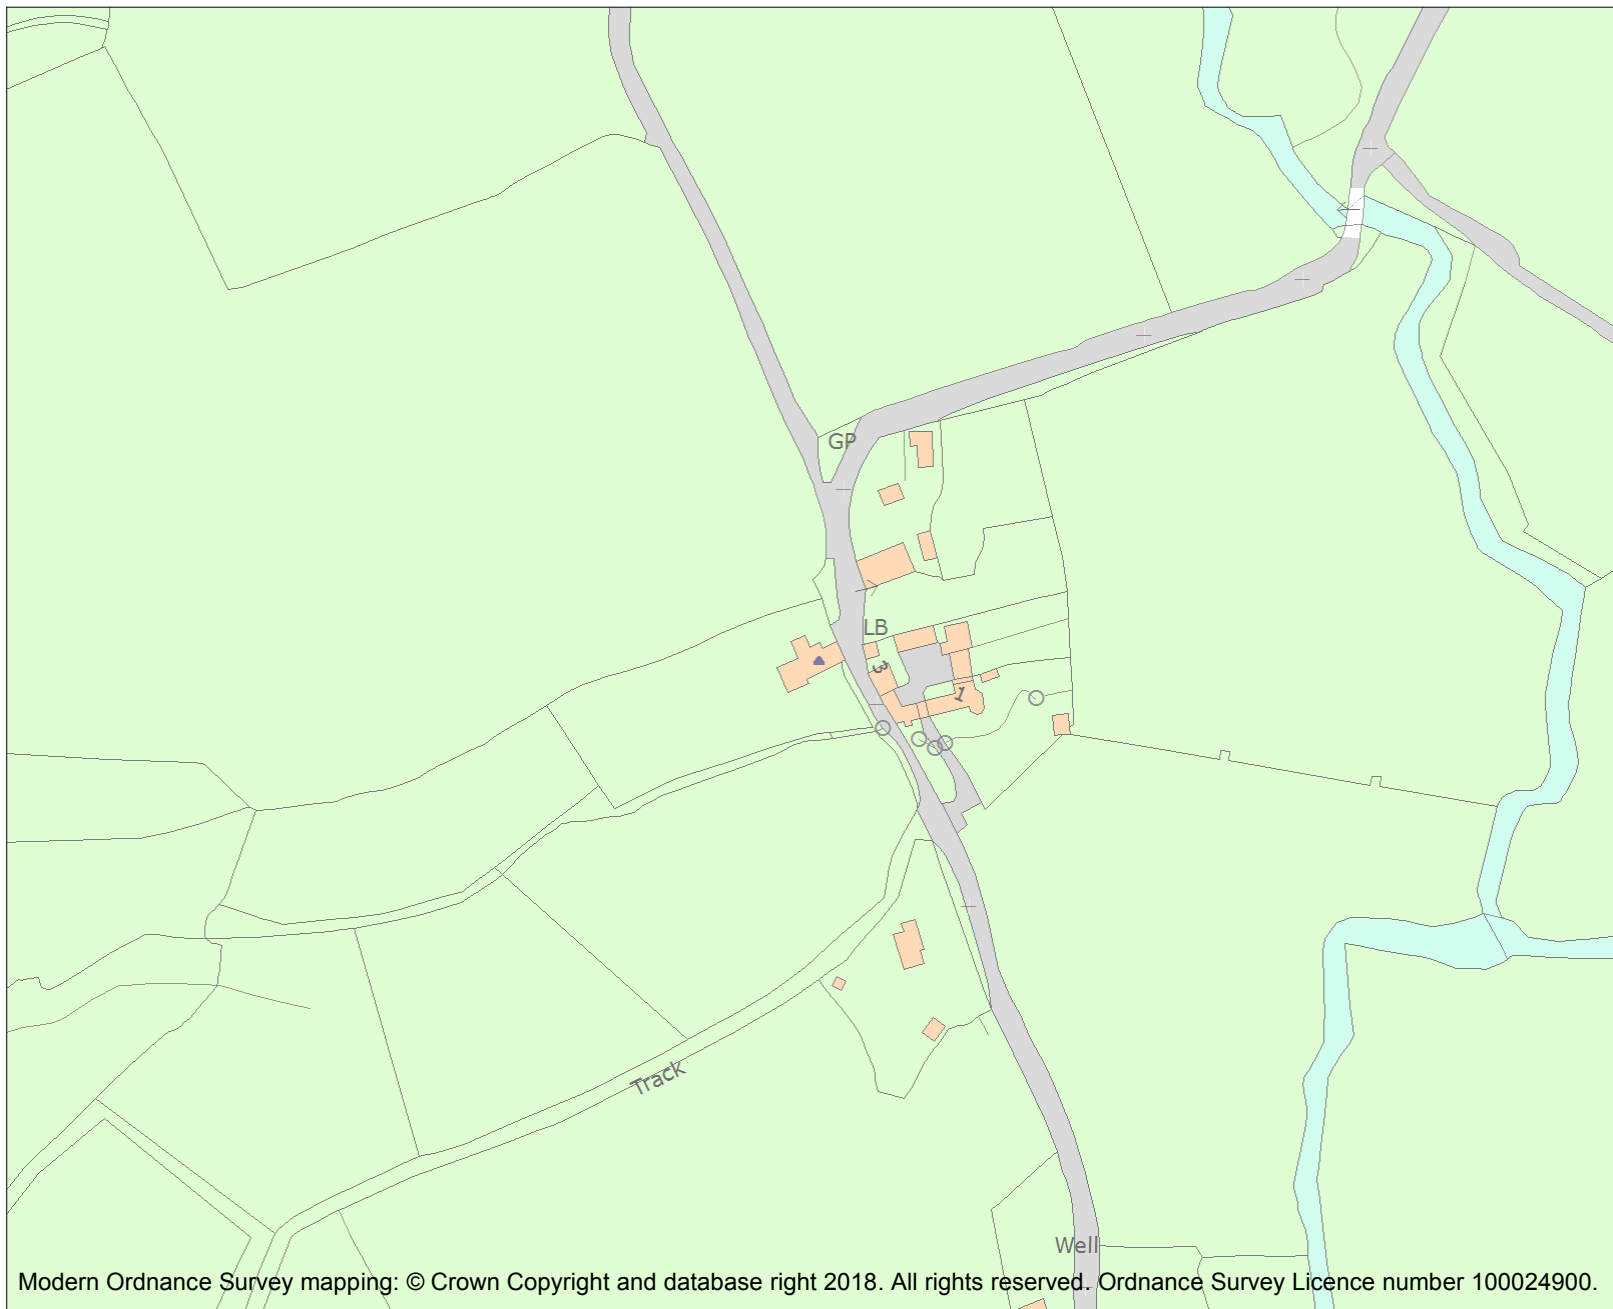 GP
LB
3
1
Track
Well
Modern Ordnance Survey mapping: © Crown Copyright and database right 2018. All rights reserved. Ordnance Survey Licence number 100024900.